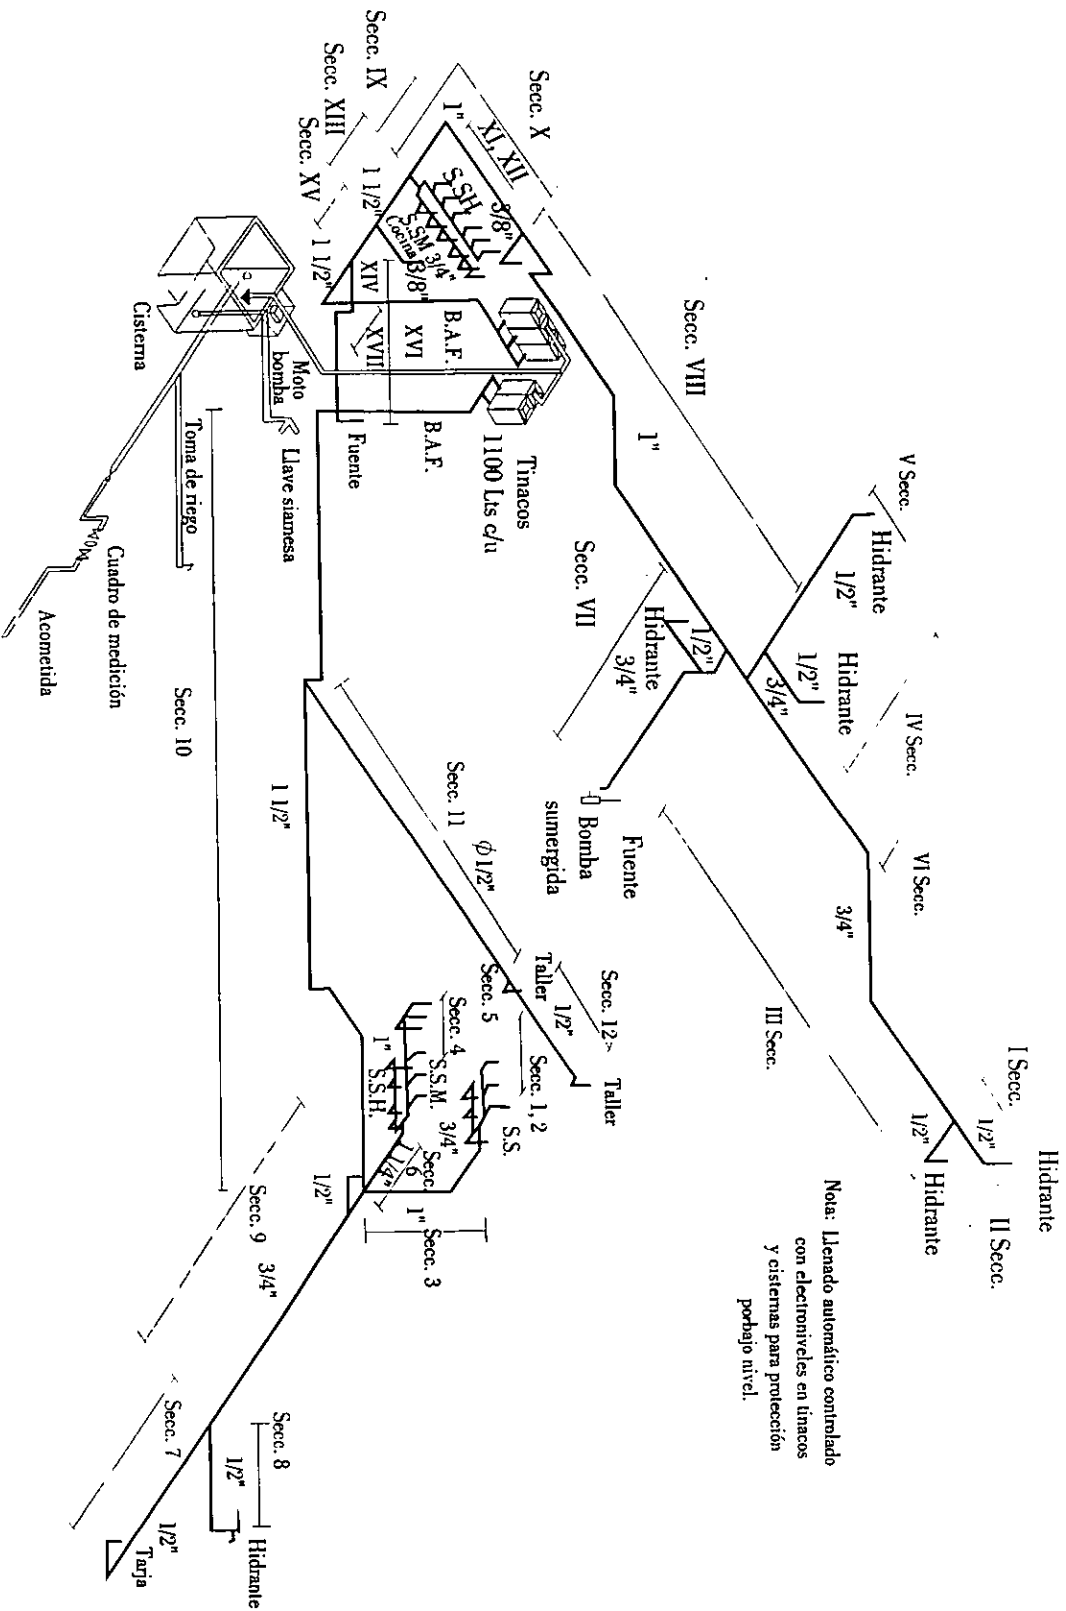 Secc. IX
Secc. XIII
Secc. XV
Secc. X
XI, XII
1"
1 1/2"
1 1/2"
S.SH.
3/8"
S.SM 3/4"
Cocina
3/8"
XIV
XVII
XVI
B.A.F.
B.A.F.
Tinacos
1100 Lts c/u
Fuente
Cisterna
Moto
bomba
Llave siamesa
Toma de riego
Cuadro de medición
Acometida
Secc. VIII
1"
V Secc.
Hidrante
1/2"
Hidrante
1/2"
3/4"
IV Secc.
VI Secc.
3/4"
Secc. VII
Hidrante
1/2"
3/4"
Fuente
Bomba
sumergida
III Secc.
I Secc.
1/2"
Hidrante
II Secc.
1/2"
Hidrante
Nota: Llenado automático controlado
con electroniveles en tinacos
y cisternas para protección
porbajo nivel.
Secc. 10
1 1/2"
Secc. 11
Φ1/2"
Taller
Secc. 12
1/2"
Taller
Secc. 5
Secc. 1, 2
Secc. 4
1"
S.S.M.
S.S.H.
S.S.
3/4"
Secc.
6
1 1/4"
1"
Secc. 3
1/2"
Secc. 9
3/4"
Secc. 7
Secc. 8
1/2"
Hidrante
1/2"
Tarja